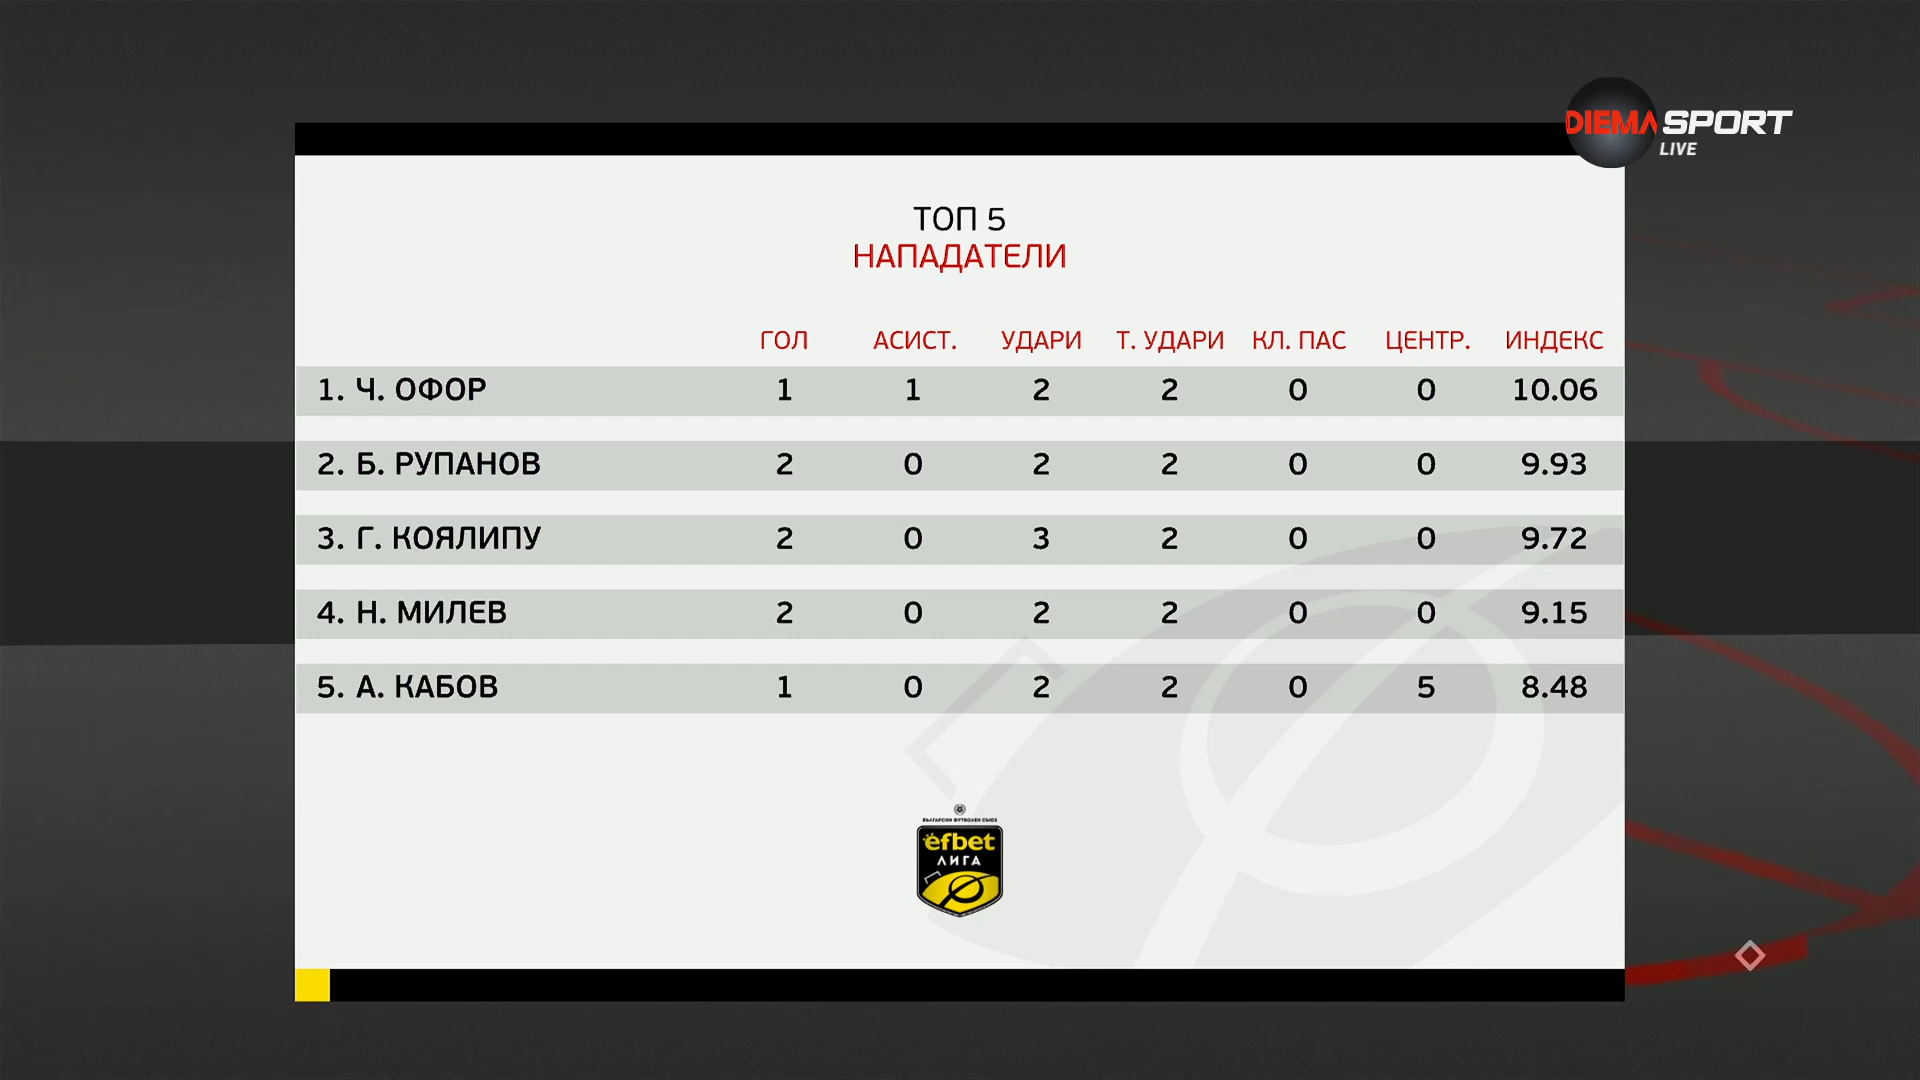 DIEMA SPORT
LIVE
ТОП 5
НАПАДАТЕЛИ
ГОЛ АСИСТ. УДАРИ Т. УДАРИ КЛ. ПАС ЦЕНТР. ИНДЕКС
1. Ч. ОФОР 1 1 2 2 0 0 10.06
2. Б. РУПАНОВ 2 0 2 2 0 0 9.93
3. Г. КОЯЛИПУ 2 0 3 2 0 0 9.72
4. Н. МИЛЕВ 2 0 2 2 0 0 9.15
5. А. КАБОВ 1 0 2 2 0 5 8.48
БЪЛГАРСКИ ФУТБОЛЕН СЪЮЗ
efbet
ЛИГА